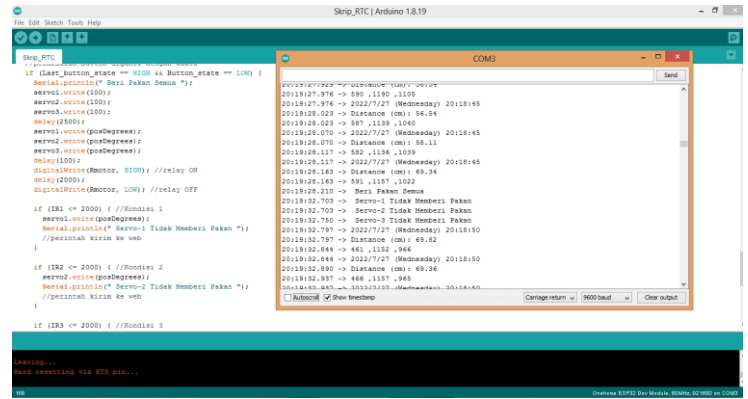 Skrip_RTC | Arduino 1.8.19
File Edit Sketch Tools Help
Skrip_RTC
if (Last_button_state == HIGH && Button_state == LOW) {
Serial.println(" Beri Pakan Semua ");
servo1.write(100);
servo2.write(100);
servo3.write(100);
delay(2500);
servo1.write(posDegrees);
servo2.write(posDegrees);
servo3.write(posDegrees);
delay(100);
digitalWrite(Rmotor, HIGH); //relay ON
delay(2000);
digitalWrite(Rmotor, LOW); //relay OFF
if (IR1 <= 2000) { //Kondisi 1
servo1.write(posDegrees);
Serial.println(" Servo-1 Tidak Memberi Pakan ");
//perintah kirim ke web
}
if (IR2 <= 2000) { //Kondisi 2
servo2.write(posDegrees);
Serial.println(" Servo-2 Tidak Memberi Pakan ");
//perintah kirim ke web
}
if (IR3 <= 2000) { //Kondisi 3
COM3
Send
20:19:27.976 -> 590 ,1190 ,1105
20:19:27.976 -> 2022/7/27 (Wednesday) 20:18:45
20:19:28.023 -> Distance (cm): 56.54
20:19:28.023 -> 587 ,1139 ,1040
20:19:28.070 -> 2022/7/27 (Wednesday) 20:18:45
20:19:28.070 -> Distance (cm): 58.11
20:19:28.117 -> 582 ,1136 ,1039
20:19:28.117 -> 2022/7/27 (Wednesday) 20:18:45
20:19:28.163 -> Distance (cm): 69.34
20:19:28.163 -> 591 ,1157 ,1022
20:19:28.210 -> Beri Pakan Semua
20:19:32.703 -> Servo-1 Tidak Memberi Pakan
20:19:32.703 -> Servo-2 Tidak Memberi Pakan
20:19:32.750 -> Servo-3 Tidak Memberi Pakan
20:19:32.797 -> 2022/7/27 (Wednesday) 20:18:50
20:19:32.797 -> Distance (cm): 69.82
20:19:32.844 -> 461 ,1152 ,966
20:19:32.844 -> 2022/7/27 (Wednesday) 20:18:50
20:19:32.890 -> Distance (cm): 69.36
20:19:32.937 -> 466 ,1157 ,965
20:19:32.937 -> 2022/7/27 (Wednesday) 20:18:50
Autoscroll Show timestamp Carriage return 9600 baud Clear output
Leaving...
Hard resetting via RTS pin...
168 Onehorse ESP32 Dev Module, 80MHz, 921600 on COM3